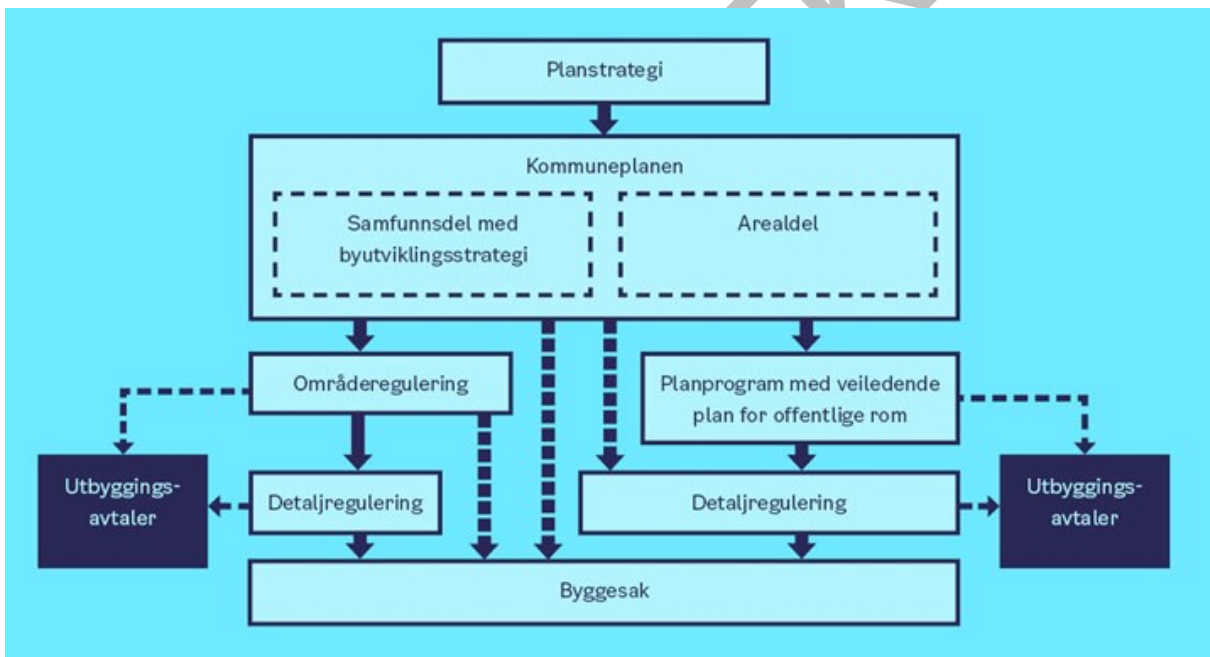 Planstrategi
Kommuneplanen
Samfunnsdel med
byutviklingsstrategi
Arealdel
Områderegulering
Planprogram med veiledende
plan for offentlige rom
Utbyggings-
avtaler
Detaljregulering
Detaljregulering
Utbyggings-
avtaler
Byggesak